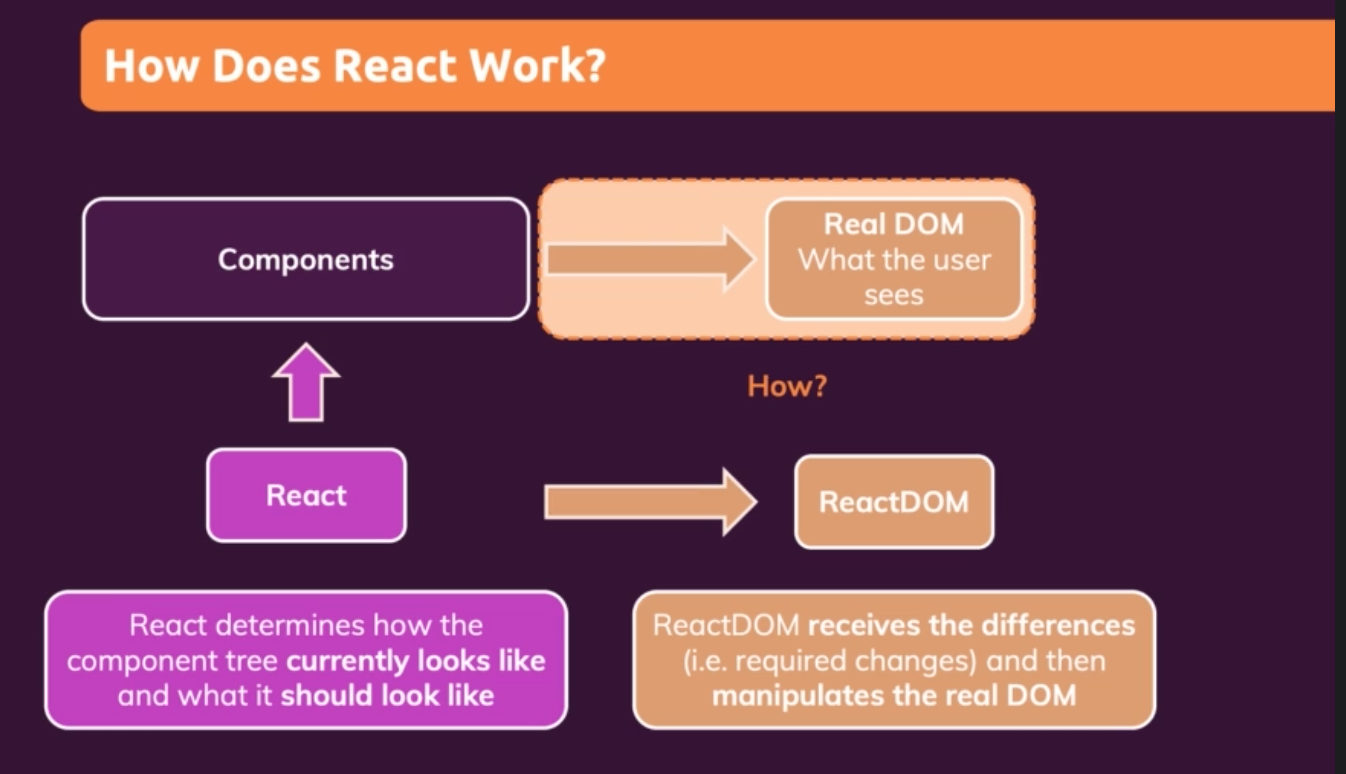 How Does React Work?
Components
Real DOM
What the user
sees
How?
React
ReactDOM
React determines how the
component tree currently looks like
and what it should look like
ReactDOM receives the differences
(i.e. required changes) and then
manipulates the real DOM